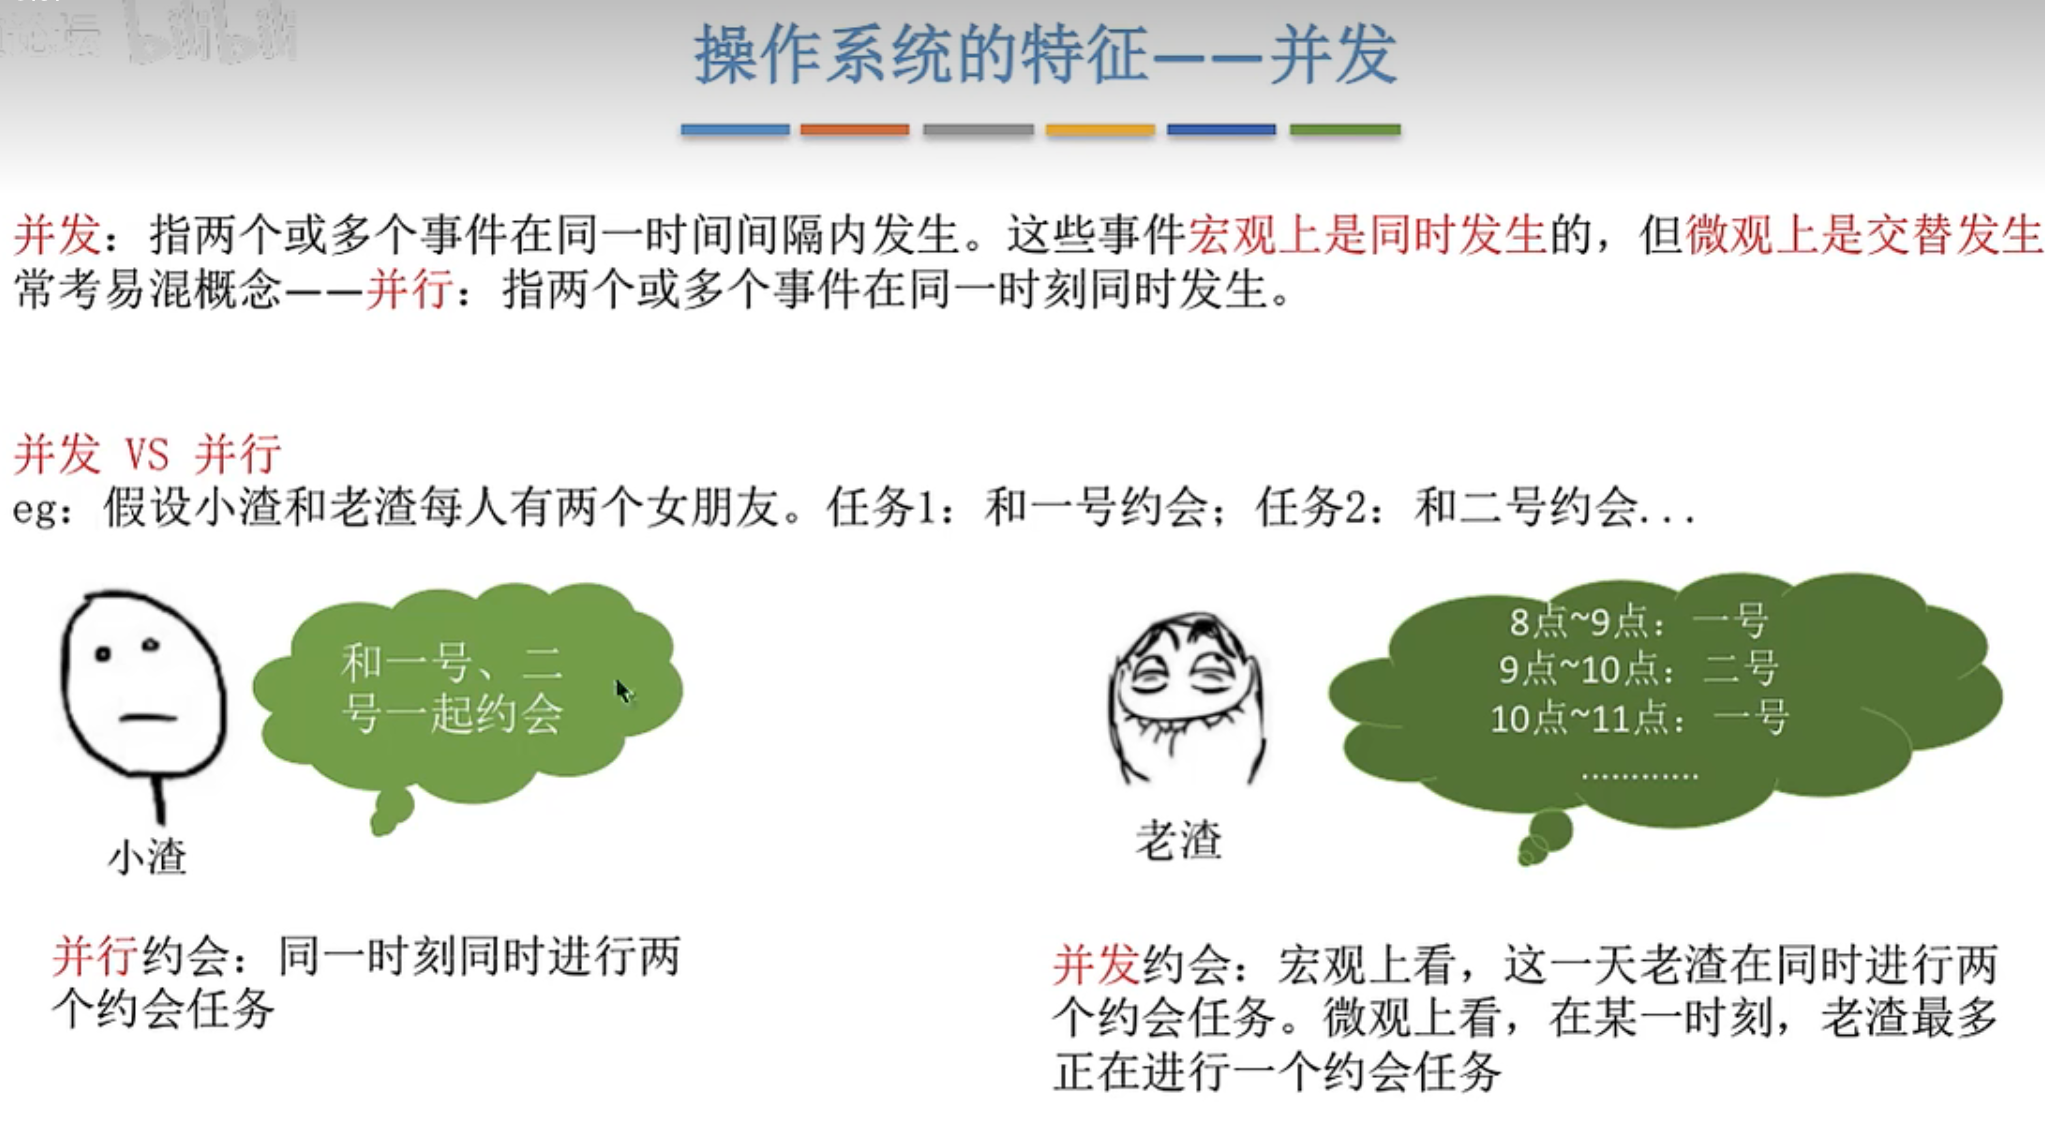 bilibili
操作系统的特征——并发
并发：指两个或多个事件在同一时间间隔内发生。这些事件宏观上是同时发生的，但微观上是交替发生
常考易混概念——并行：指两个或多个事件在同一时刻同时发生。
并发 VS 并行
eg：假设小渣和老渣每人有两个女朋友。任务1：和一号约会；任务2：和二号约会...
和一号、二
号一起约会
小渣
并行约会：同一时刻同时进行两
个约会任务
8点~9点：一号
9点~10点：二号
10点~11点：一号
............
老渣
并发约会：宏观上看，这一天老渣在同时进行两
个约会任务。微观上看，在某一时刻，老渣最多
正在进行一个约会任务